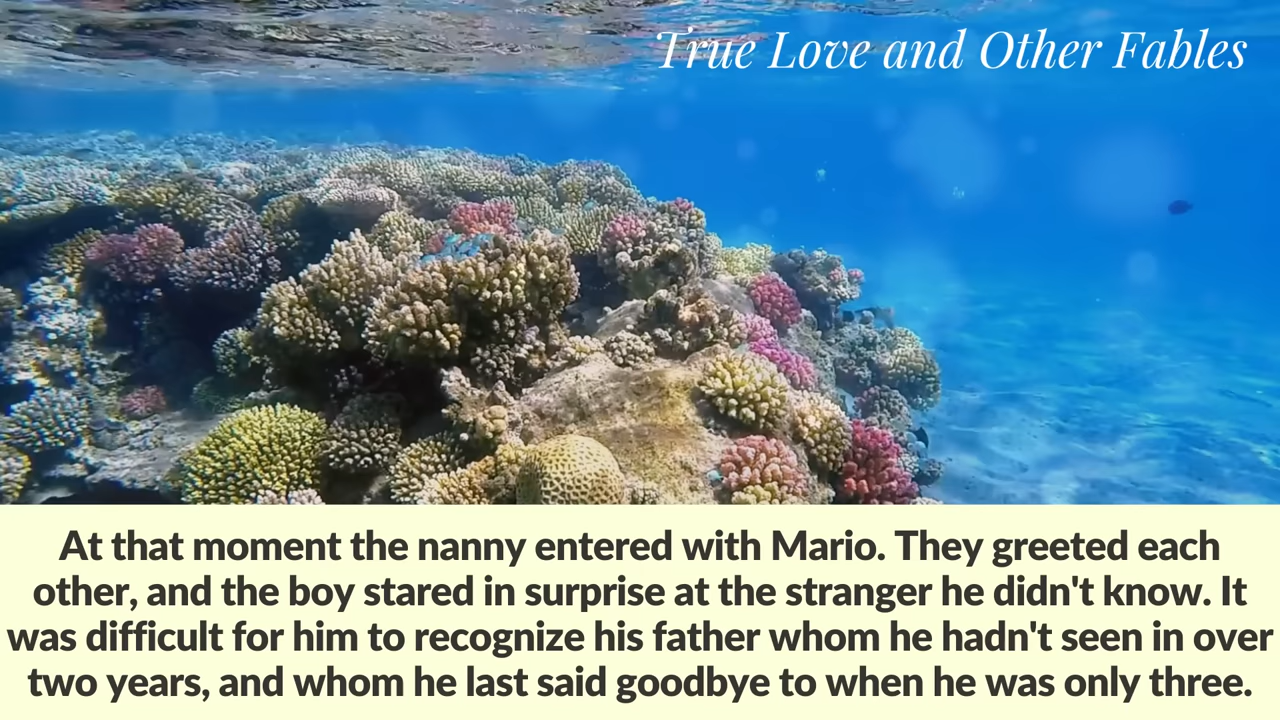 True Love and Other Fables
At that moment the nanny entered with Mario. They greeted each
other, and the boy stared in surprise at the stranger he didn't know. It
was difficult for him to recognize his father whom he hadn't seen in over
two years, and whom he last said goodbye to when he was only three.